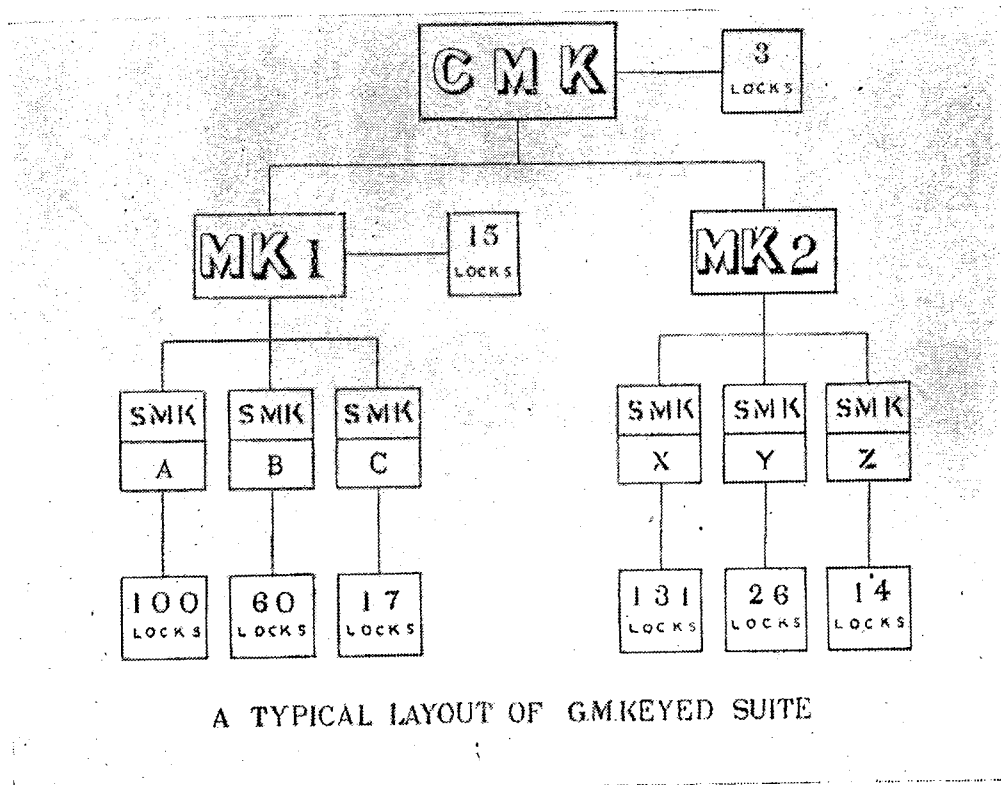 CMK
3
LOCKS
MK1
15
LOCKS
MK2
SMK
A
SMK
B
SMK
C
SMK
X
SMK
Y
SMK
Z
100
LOCKS
60
LOCKS
17
LOCKS
131
LOCKS
26
LOCKS
14
LOCKS
A TYPICAL LAYOUT OF G.M.KEYED SUITE